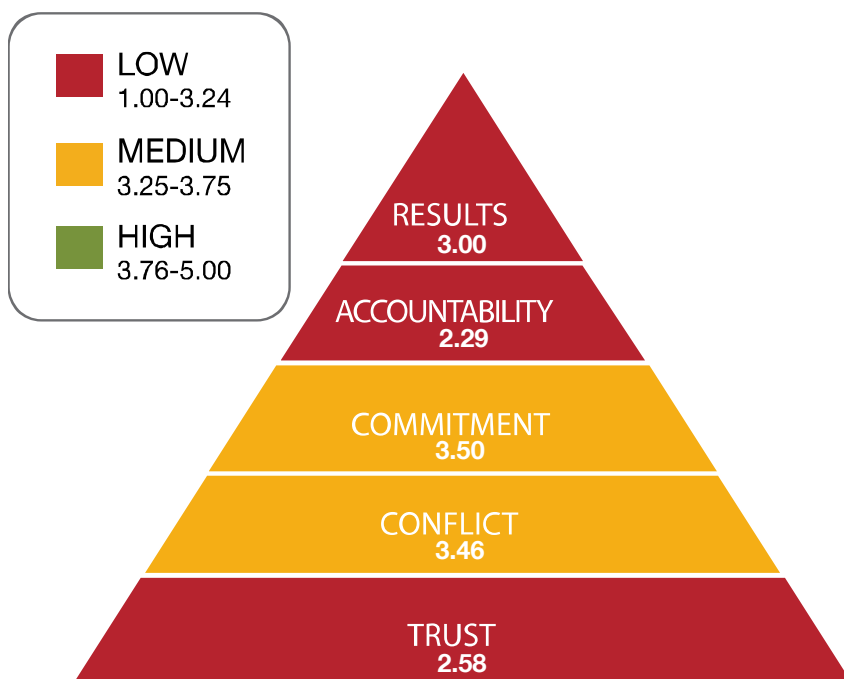 LOW
1.00-3.24
MEDIUM
3.25-3.75
HIGH
3.76-5.00
RESULTS
3.00
ACCOUNTABILITY
2.29
COMMITMENT
3.50
CONFLICT
3.46
TRUST
2.58